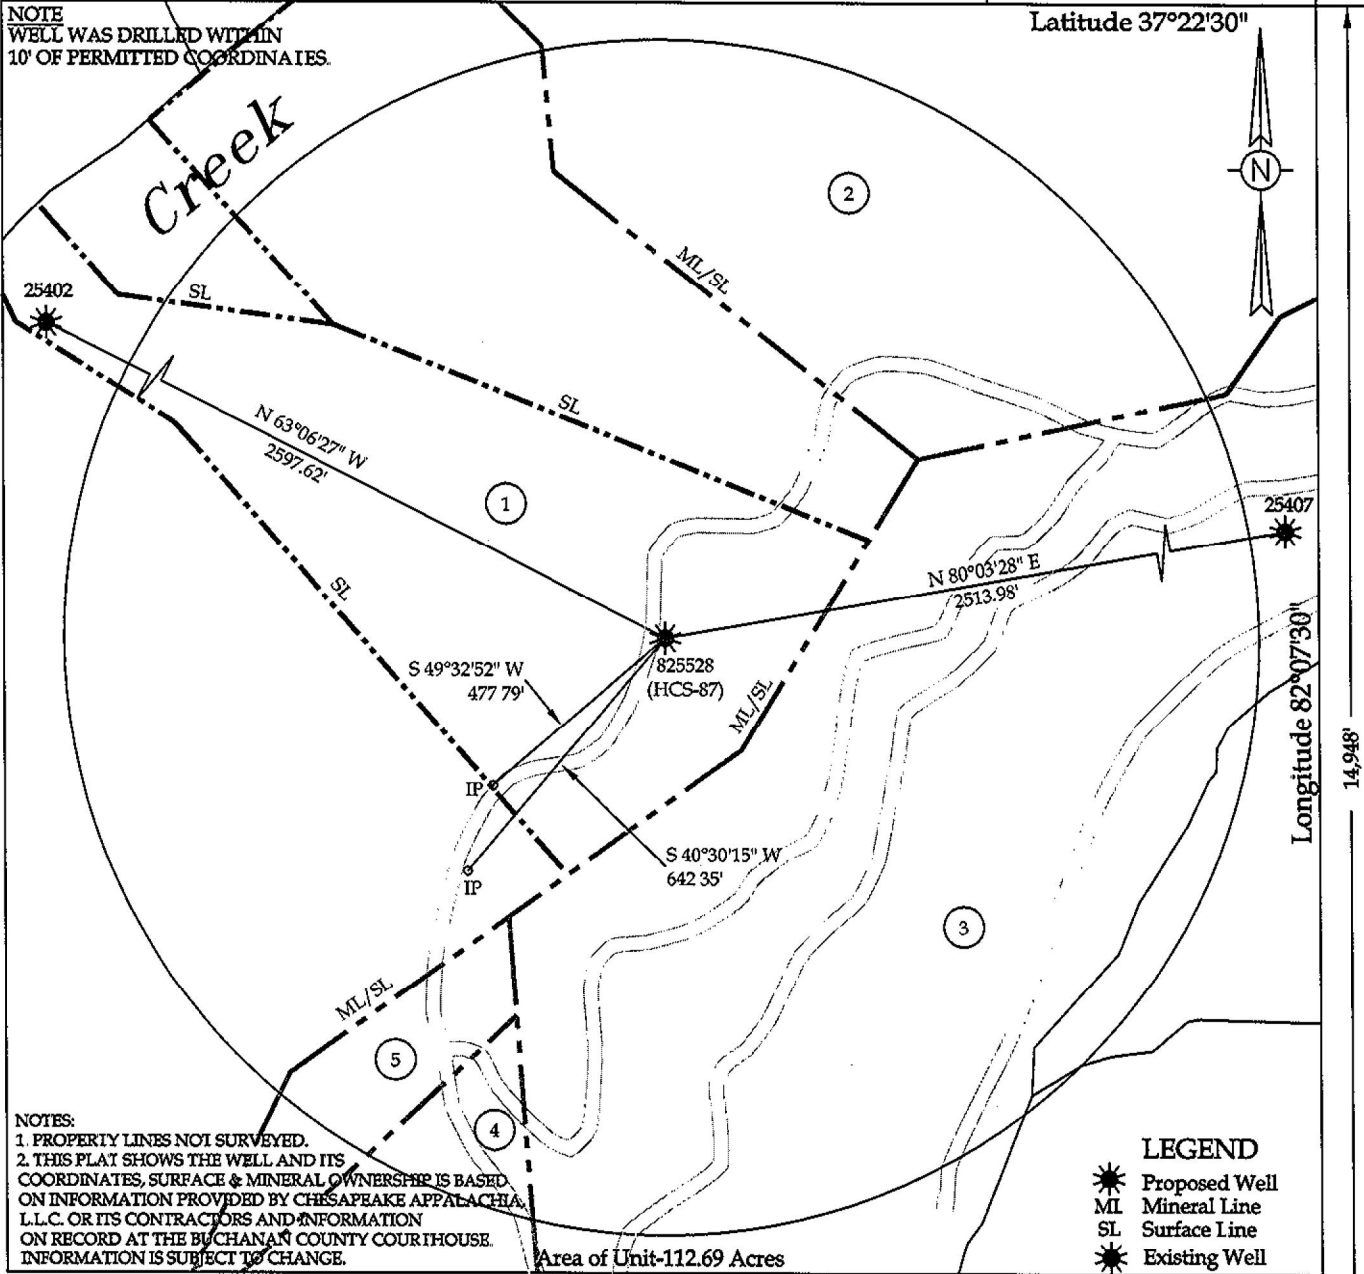 NOTE
WELL WAS DRILLED WITHIN
10' OF PERMITTED COORDINATES.
Latitude 37°22'30"
Creek
N
2
ML/SL
25402
SL
SL
N 63°06'27" W
2597.62'
1
25407
N 80°03'28" E
2513.98'
SL
S 49°32'52" W
477 79'
825528
(HCS-87)
ML/SL
Longitude 82°07'30"
14,948'
IP
IP
S 40°30'15" W
642 35'
3
ML/SL
5
4
NOTES:
1. PROPERTY LINES NOT SURVEYED.
2. THIS PLAT SHOWS THE WELL AND ITS
COORDINATES, SURFACE & MINERAL OWNERSHIP IS BASED
ON INFORMATION PROVIDED BY CHESAPEAKE APPALACHIA
L.L.C. OR ITS CONTRACTORS AND INFORMATION
ON RECORD AT THE BUCHANAN COUNTY COURTHOUSE.
INFORMATION IS SUBJECT TO CHANGE.
Area of Unit-112.69 Acres
LEGEND
Proposed Well
ML Mineral Line
SL Surface Line
Existing Well